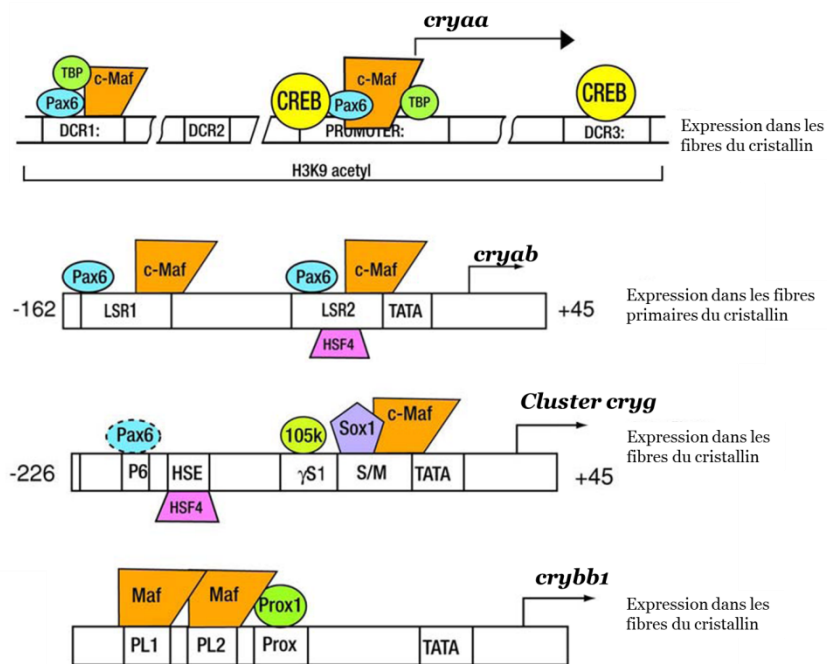 cryaa
TBP
c-Maf
Pax6
CREB
c-Maf
Pax6
TBP
CREB
DCR1:
DCR2
PROMOTER:
DCR3:
Expression dans les
fibres du cristallin
H3K9 acetyl
Pax6
c-Maf
Pax6
c-Maf
cryab
-162
LSR1
LSR2
TATA
+45
Expression dans les fibres
primaires du cristallin
HSF4
Cluster cryg
Pax6
105k
Sox1
c-Maf
Expression dans les
fibres du cristallin
-226
P6
HSE
γS1
S/M
TATA
+45
HSF4
crybb1
Maf
Maf
Prox1
Expression dans les
fibres du cristallin
PL1
PL2
Prox
TATA